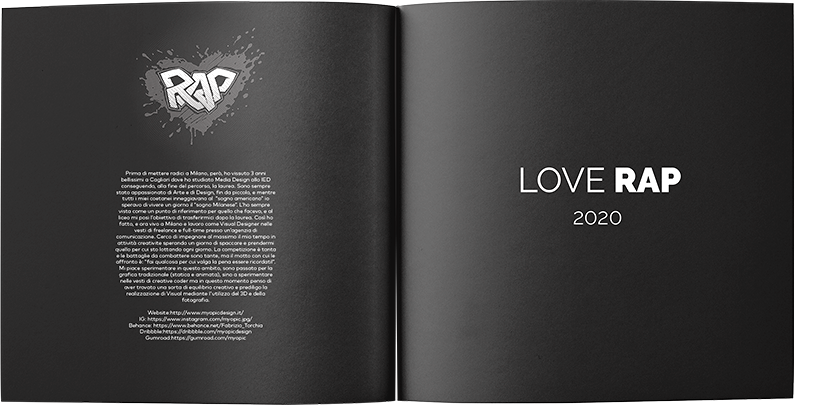 RAP
Prima di mettere radici a Milano, però, ho vissuto 3 anni
bellissimi a Cagliari dove ho studiato Media Design allo IED
conseguendo, alla fine del percorso, la laurea. Sono sempre
stato appassionato di Arte e di Design, fin da piccolo, e mentre
tutti i miei coetanei inneggiavano al "sogno americano" io
speravo di vivere un giorno il "sogno Milanese". L'ho sempre
vista come un punto di riferimento per quello che facevo, e al
liceo mi posi l'obiettivo di trasferirmici dopo la laurea. Così ho
fatto, e ora vivo a Milano e lavoro come Visual Designer nelle
vesti di freelance e full-time presso un'agenzia di
comunicazione. Cerco di impegnare al massimo il mio tempo in
attività creative sperando un giorno di spaccare e prendermi
quello per cui sto lottando ogni giorno. La competizione è tanta
e le battaglie da combattere sono tante, ma il motto con cui le
affronto è: "fai qualcosa per cui valga la pena essere ricordati".
Mi piace sperimentare in questo ambito, sono passato per la
grafica tradizionale (statica e animata), sino a sperimentare
nelle vesti di creative coder ma in questo momento penso di
aver trovato una sorta di equilibrio creativo e prediligo la
realizzazione di Visual mediante l'utilizzo del 3D e della
fotografia.
Website:http://www.myopicdesign.it/
IG: https://www.instagram.com/myopic.jpg/
Behance: https://www.behance.net/Fabrizio_Torchia
Dribbble:https://dribbble.com/myopicdesign
Gumroad:https://gumroad.com/myopic
LOVE RAP
2020